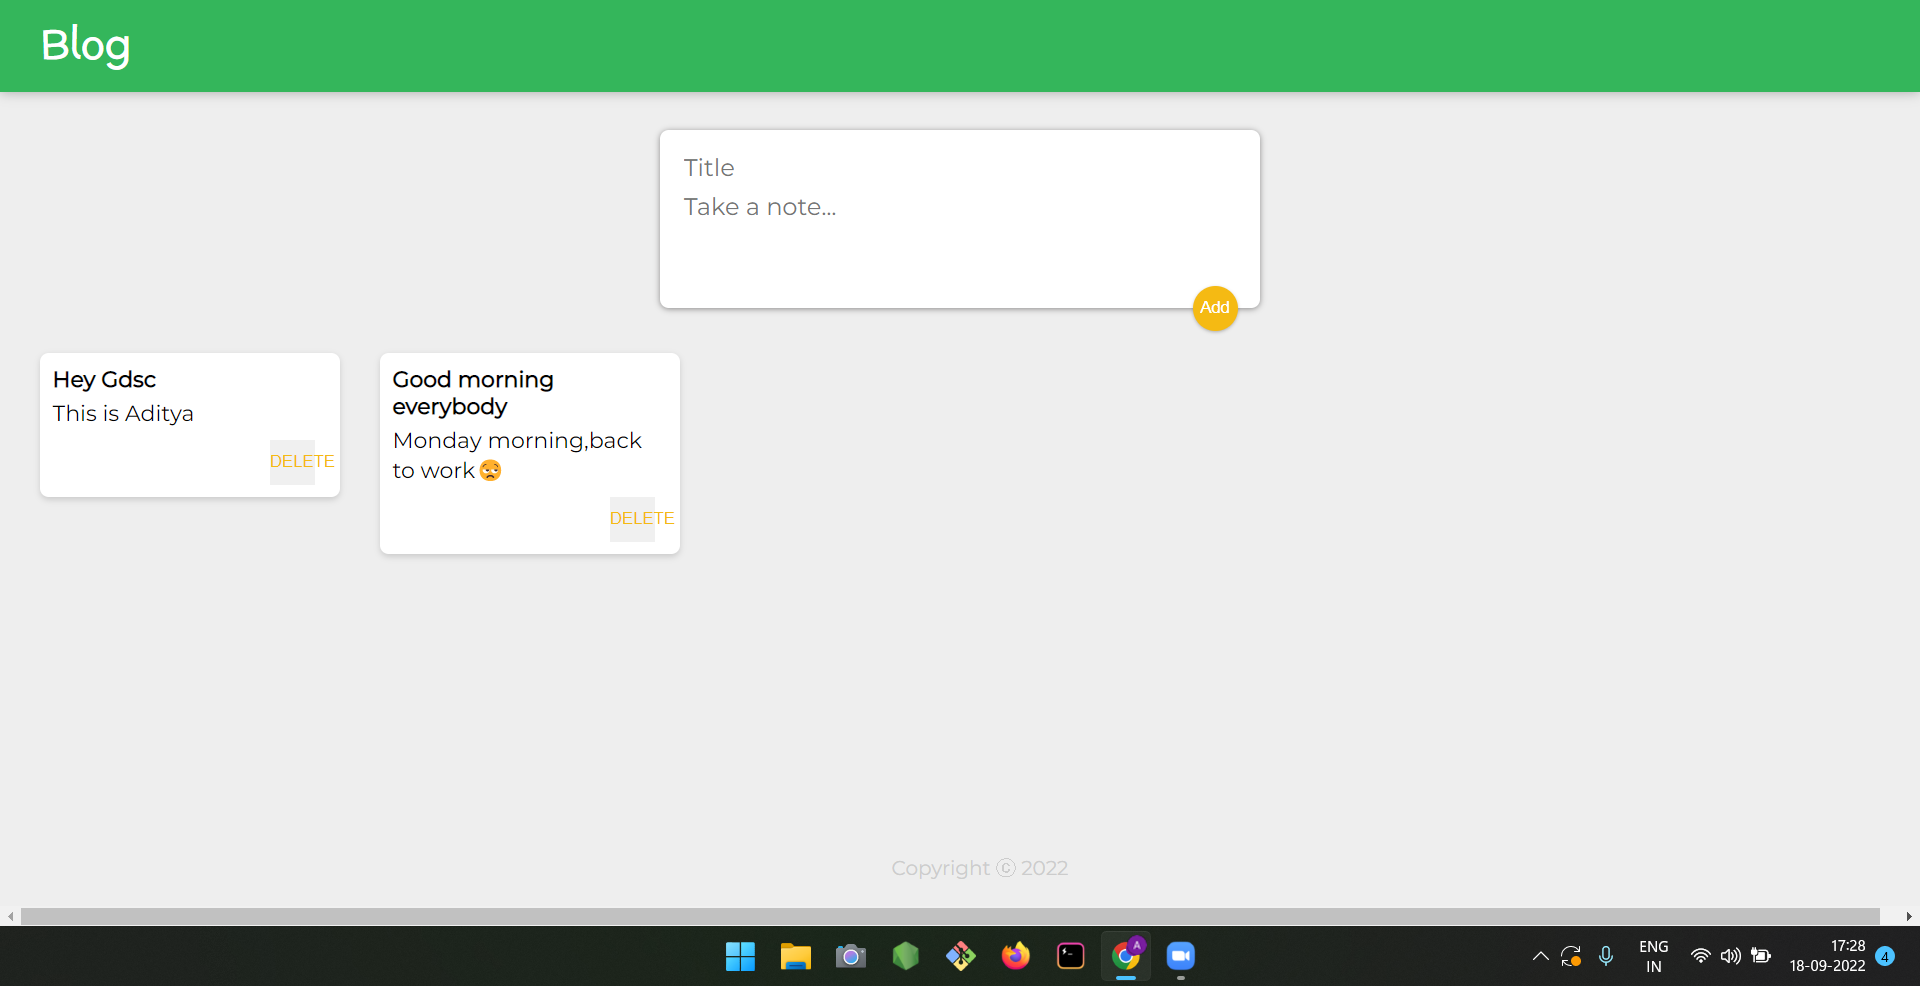 Blog
Title
Take a note...
Add
Hey Gdsc
This is Aditya
DELETE
Good morning
everybody
Monday morning,back
to work😩
DELETE
Copyright ⓒ 2022
A
ENG
IN
17:28
18-09-2022
4